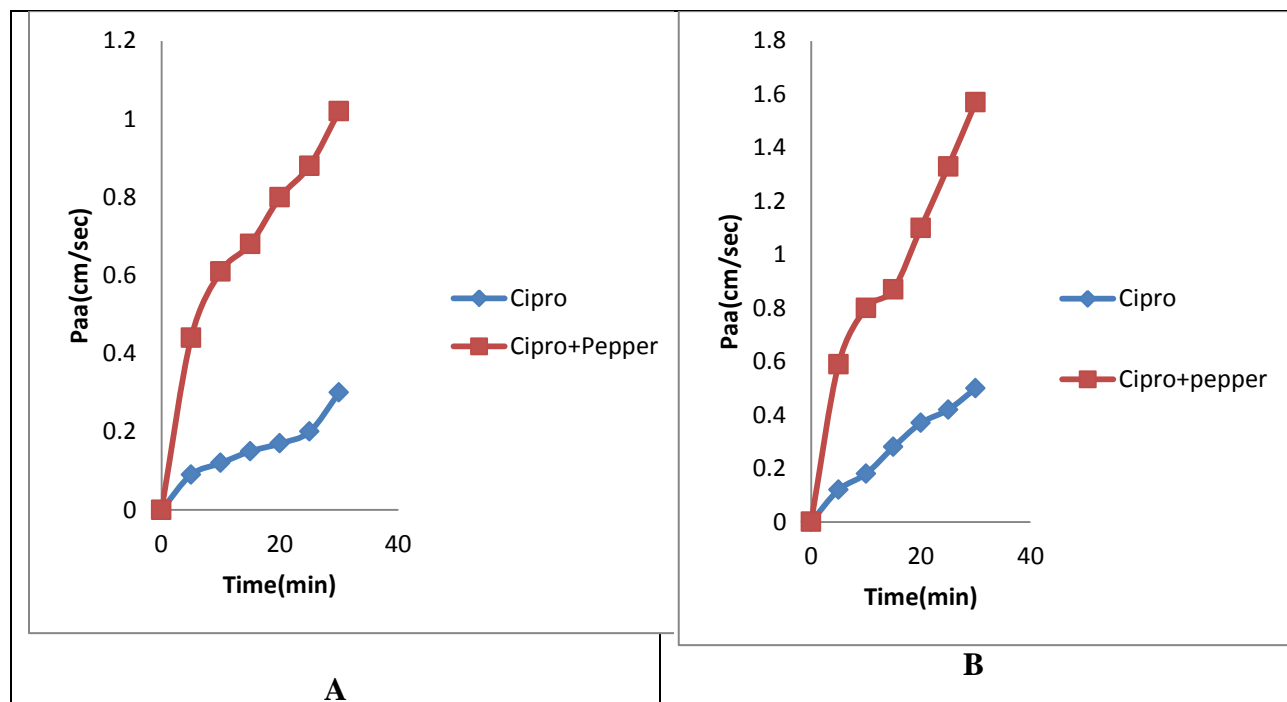 1.2
1
0.8
0.6
0.4
0.2
0
Paa(cm/sec)
0 20 40
Time(min)
Cipro
Cipro+Pepper
A
1.8
1.6
1.4
1.2
1
0.8
0.6
0.4
0.2
0
Paa(cm/sec)
0 20 40
Time(min)
Cipro
Cipro+pepper
B